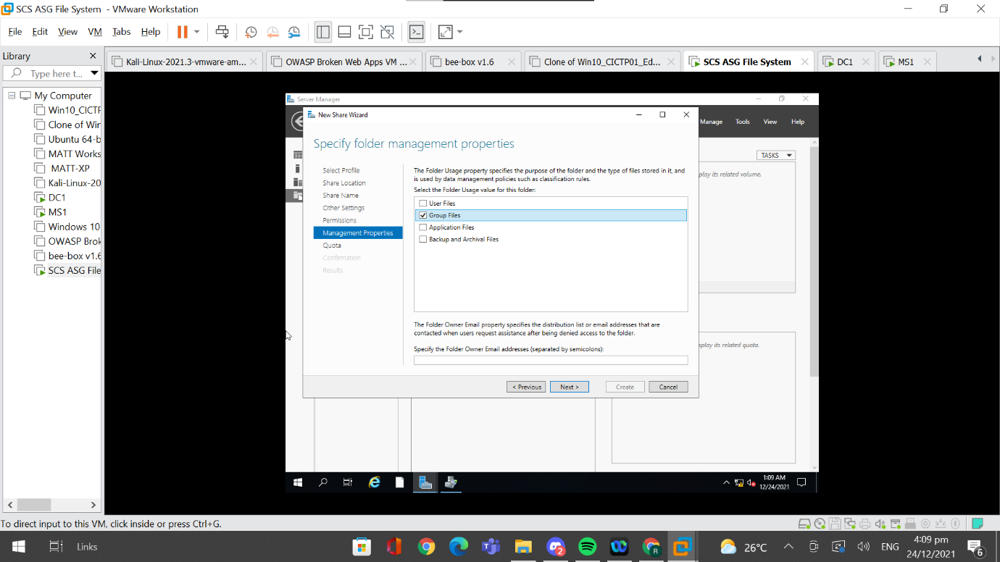 SCS ASG File System - VMware Workstation
File Edit View VM Tabs Help
Library
Type here t...
Kali-Linux-2021.3-vmware-am...
OWASP Broken Web Apps VM ...
bee-box v1.6
Clone of Win10_CICTP01_Ed...
SCS ASG File System
DC1
MS1
My Computer
Win10_CICTF
Clone of Wir
Ubuntu 64-b
MATT Works
MATT-XP
Kali-Linux-20
DC1
MS1
Windows 10
OWASP Brok
bee-box v1.6
SCS ASG File
Server Manager
Manage Tools View Help
New Share Wizard
Specify folder management properties
TASKS
play its related volume.
splay its related quota.
Select Profile
Share Location
Share Name
Other Settings
Permissions
Management Properties
Quota
Confirmation
Results
The Folder Usage property specifies the purpose of the folder and the type of files stored in it, and
is used by data management policies such as classification rules.
Select the Folder Usage value for this folder:
User Files
Group Files
Application Files
Backup and Archival Files
The Folder Owner Email property specifies the distribution list or email addresses that are
contacted when users request assistance after being denied access to the folder.
Specify the Folder Owner Email addresses (separated by semicolons):
< Previous Next > Create Cancel
1:09 AM
12/24/2021
To direct input to this VM, click inside or press Ctrl+G.
Links
2
R
26°C
ENG
4:09 pm
24/12/2021
6